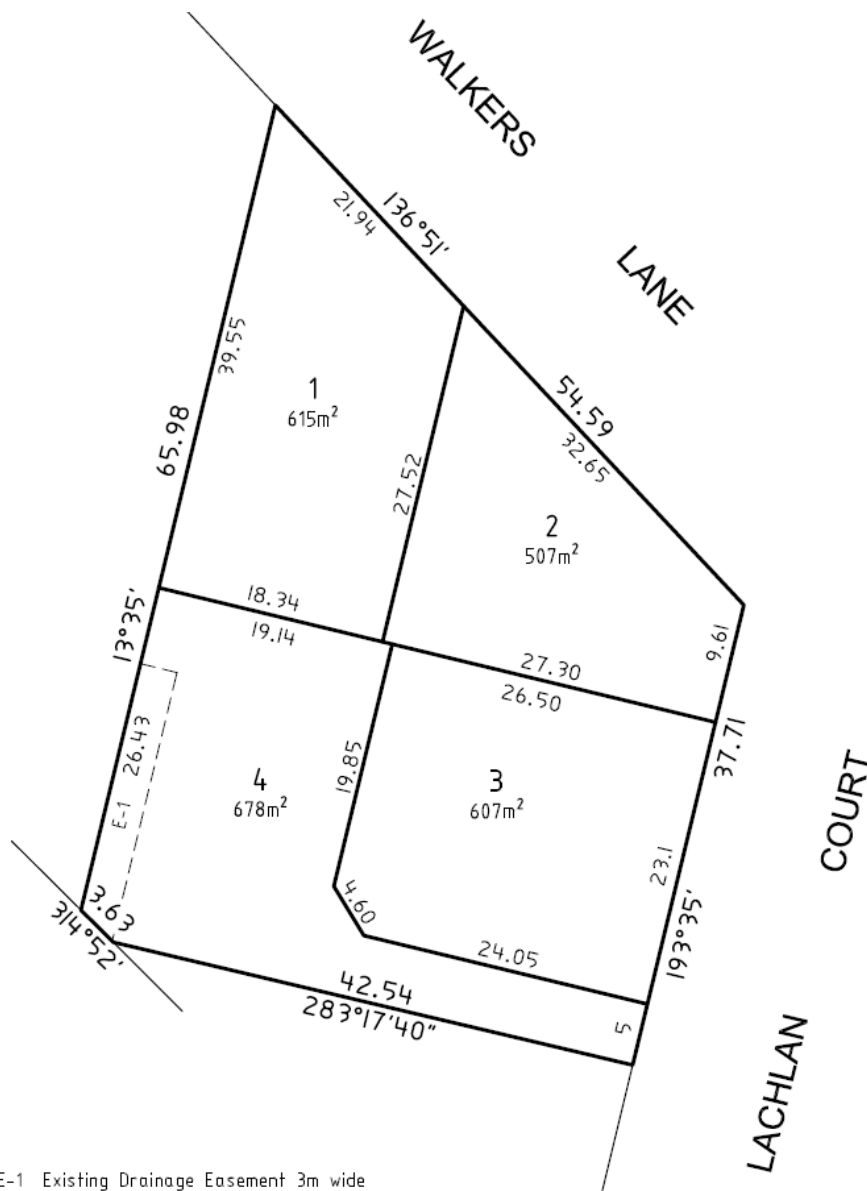 WALKERS
LANE
136°51'
21.94
54.59
32.65
39.55
65.98
1
615m²
27.52
2
507m²
9.61
18.34
19.14
27.30
26.50
13°35'
37.71
26.43
E-1
4
678m²
19.85
3
607m²
23.1
COURT
193°35'
4.60
24.05
3.63
314°52'
42.54
283°17'40"
5
LACHLAN
E-1 Existing Drainage Easement 3m wide